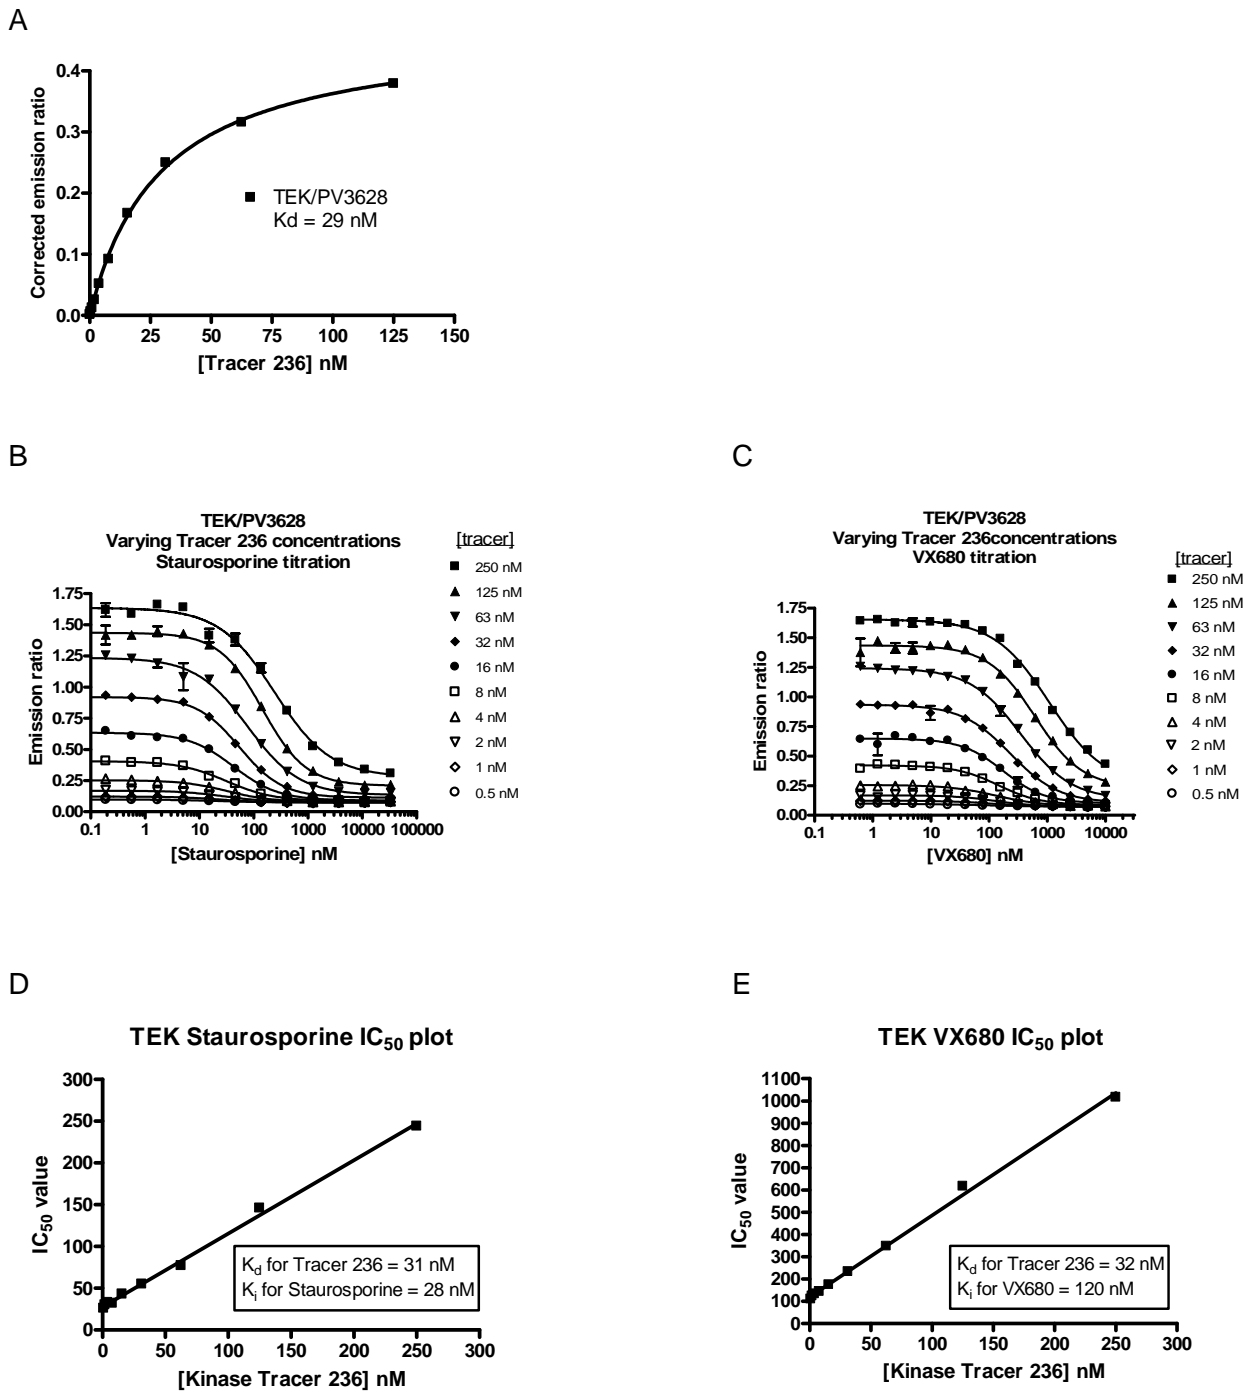 A
0.4
0.3
0.2
0.1
0.0
Corrected emission ratio
TEK/PV3628
Kd = 29 nM
0 25 50 75 100 125 150
[Tracer 236] nM
B
TEK/PV3628
Varying Tracer 236 concentrations
Staurosporine titration
1.75
1.50
1.25
1.00
0.75
0.50
0.25
0.00
Emission ratio
0.1 1 10 100 1000 10000 100000
[Staurosporine] nM
[tracer]
250 nM
125 nM
63 nM
32 nM
16 nM
8 nM
4 nM
2 nM
1 nM
0.5 nM
C
TEK/PV3628
Varying Tracer 236concentrations
VX680 titration
1.75
1.50
1.25
1.00
0.75
0.50
0.25
0.00
Emission ratio
0.1 1 10 100 1000 10000
[VX680] nM
[tracer]
250 nM
125 nM
63 nM
32 nM
16 nM
8 nM
4 nM
2 nM
1 nM
0.5 nM
D
TEK Staurosporine IC50 plot
300
250
200
150
100
50
0
IC50 value
Kd for Tracer 236 = 31 nM
Ki for Staurosporine = 28 nM
0 50 100 150 200 250 300
[Kinase Tracer 236] nM
E
TEK VX680 IC50 plot
1100
1000
900
800
700
600
500
400
300
200
100
0
IC50 value
Kd for Tracer 236 = 32 nM
Ki for VX680 = 120 nM
0 50 100 150 200 250 300
[Kinase Tracer 236] nM